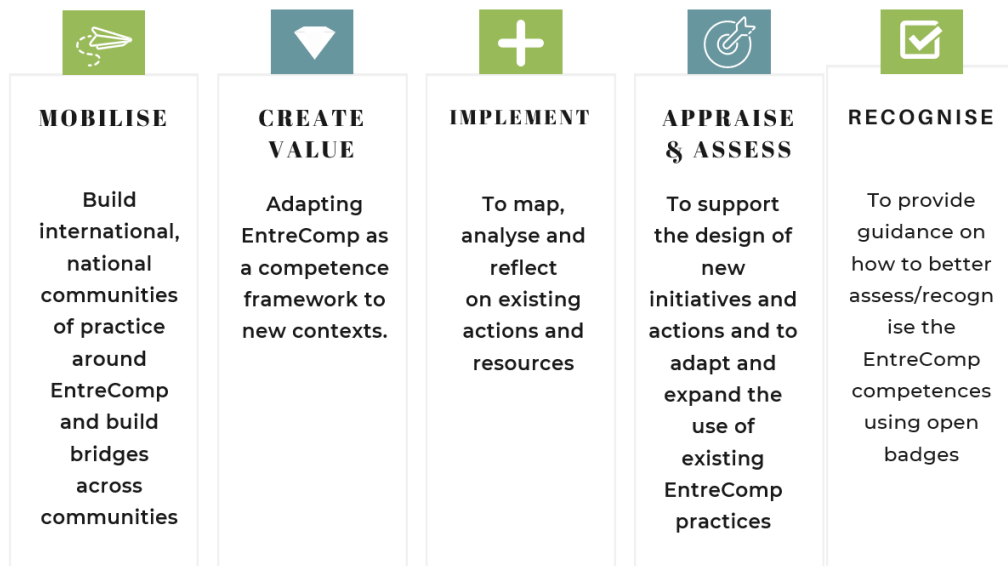 MOBILISE
Build
international,
national
communities
of practice
around
EntreComp
and build
bridges
across
communities
CREATE
VALUE
Adapting
EntreComp as
a competence
framework to
new contexts.
IMPLEMENT
To map,
analyse and
reflect
on existing
actions and
resources
APPRAISE
& ASSESS
To support
the design of
new
initiatives and
actions and to
adapt and
expand the
use of
existing
EntreComp
practices
RECOGNISE
To provide
guidance on
how to better
assess/recogn
ise the
EntreComp
competences
using open
badges